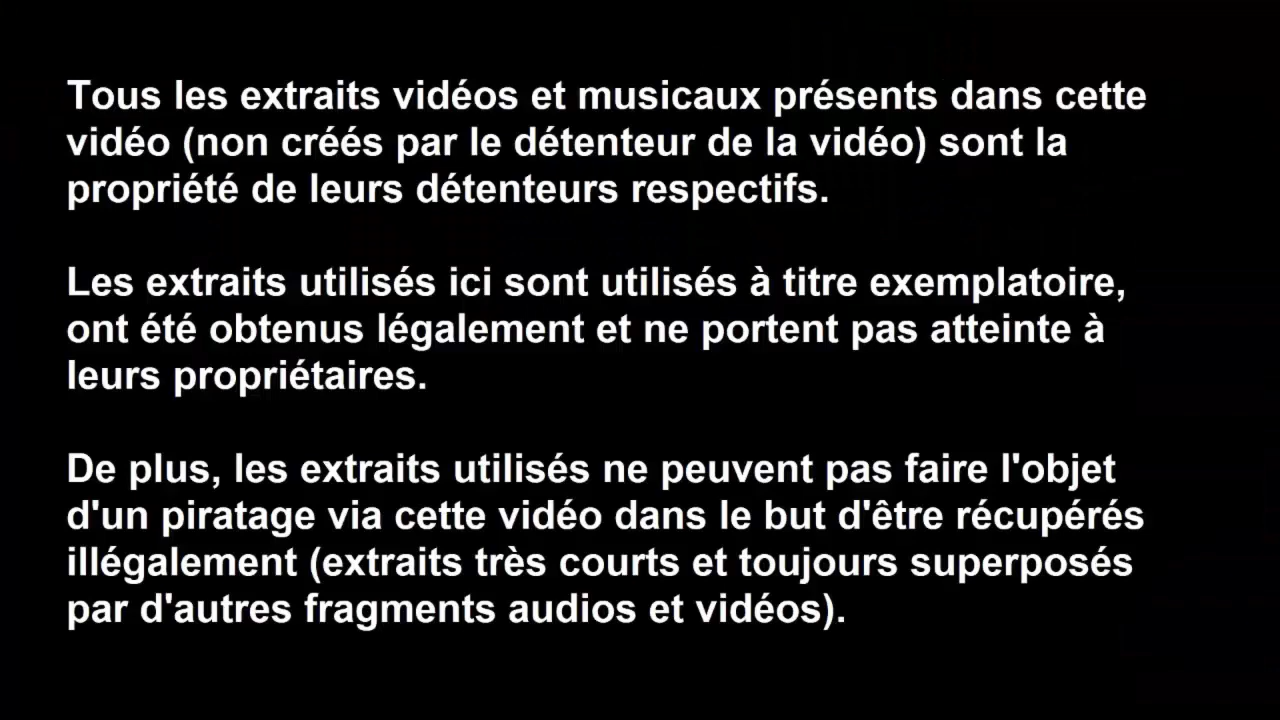 Tous les extraits vidéos et musicaux présents dans cette
vidéo (non créés par le détenteur de la vidéo) sont la
propriété de leurs détenteurs respectifs.
Les extraits utilisés ici sont utilisés à titre exemplatoire,
ont été obtenus légalement et ne portent pas atteinte à
leurs propriétaires.
De plus, les extraits utilisés ne peuvent pas faire l'objet
d'un piratage via cette vidéo dans le but d'être récupérés
illégalement (extraits très courts et toujours superposés
par d'autres fragments audios et vidéos).